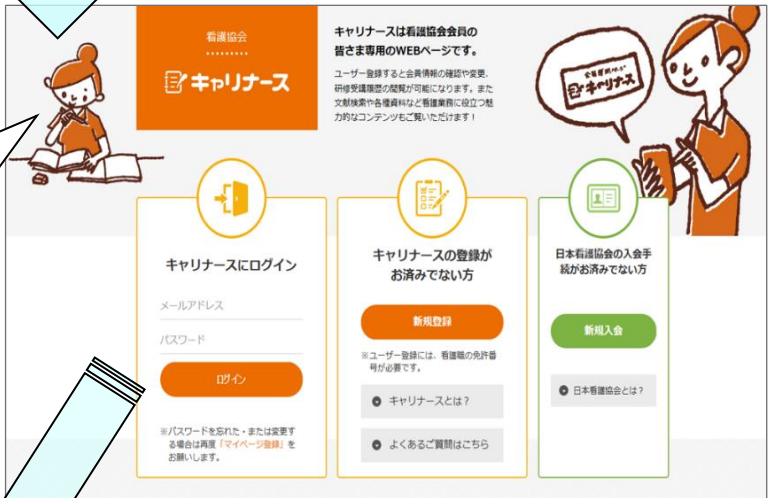 看護協会
キャリナース
キャリナースは看護協会会員の
皆さま専用のWEBページです。
ユーザー登録すると会員情報の確認や変更、
研修受講履歴の閲覧が可能になります。また
文献検索や各種資料など看護業務に役立つ魅
力的なコンテンツもご覧いただけます！
会員専用ページ
キャリナース
キャリナースにログイン
メールアドレス
パスワード
ログイン
※パスワードを忘れた・または変更す
る場合は再度「マイページ登録」を
お願いします。
キャリナースの登録が
お済みでない方
新規登録
※ユーザー登録には、看護職の免許番
号が必要です。
キャリナースとは？
よくあるご質問はこちら
日本看護協会の入会手
続がお済みでない方
新規入会
日本看護協会とは？